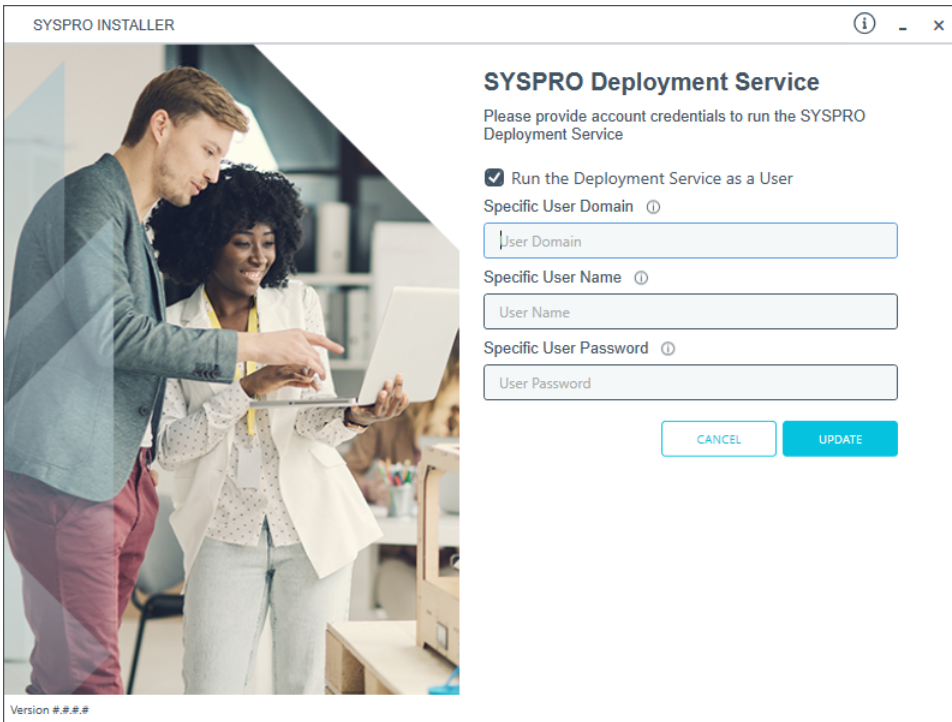 SYSPRO INSTALLER
SYSPRO Deployment Service
Please provide account credentials to run the SYSPRO
Deployment Service
Run the Deployment Service as a User
Specific User Domain
User Domain
Specific User Name
User Name
Specific User Password
User Password
CANCEL
UPDATE
Version #.#.#.#